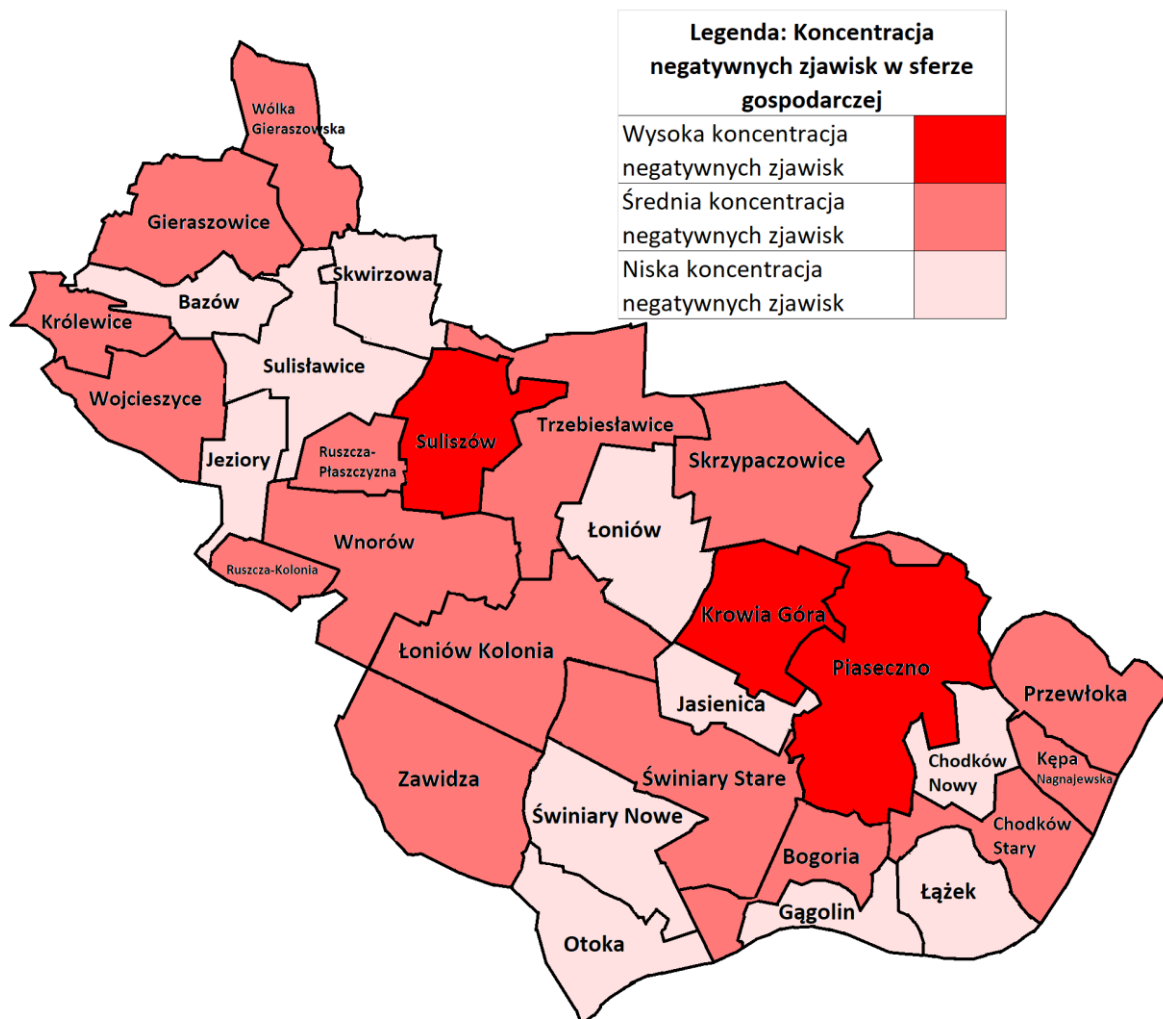 Legenda: Koncentracja
negatywnych zjawisk w sferze
gospodarczej
Wysoka koncentracja
negatywnych zjawisk
Średnia koncentracja
negatywnych zjawisk
Niska koncentracja
negatywnych zjawisk
Wólka
Gieraszowska
Gieraszowice
Skwirzowa
Bazów
Królewice
Sulisławice
Wojcieszyce
Trzebiesławice
Suliszów
Ruszcza-
Płaszczyzna
Jeziory
Skrzypaczowice
Łoniów
Wnorów
Ruszcza-Kolonia
Krowia Góra
Łoniów Kolonia
Piaseczno
Przewłoka
Jasienica
Chodków
Nowy
Kępa
Nagnajewska
Zawidza
Świniary Stare
Świniary Nowe
Chodków
Stary
Bogoria
Łążek
Gągolin
Otoka